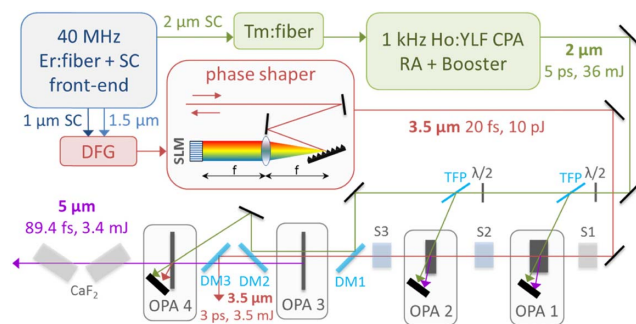 40 MHz
Er:fiber + SC
front-end
2 µm SC
Tm:fiber
1 kHz Ho:YLF CPA
RA + Booster
2 µm
5 ps, 36 mJ
1 µm SC
1.5 µm
DFG
phase shaper
SLM
f
f
3.5 µm 20 fs, 10 pJ
TFP
λ/2
TFP
λ/2
5 µm
89.4 fs, 3.4 mJ
CaF2
OPA 4
DM3
DM2
3.5 µm
3 ps, 3.5 mJ
OPA 3
DM1
S3
OPA 2
S2
OPA 1
S1